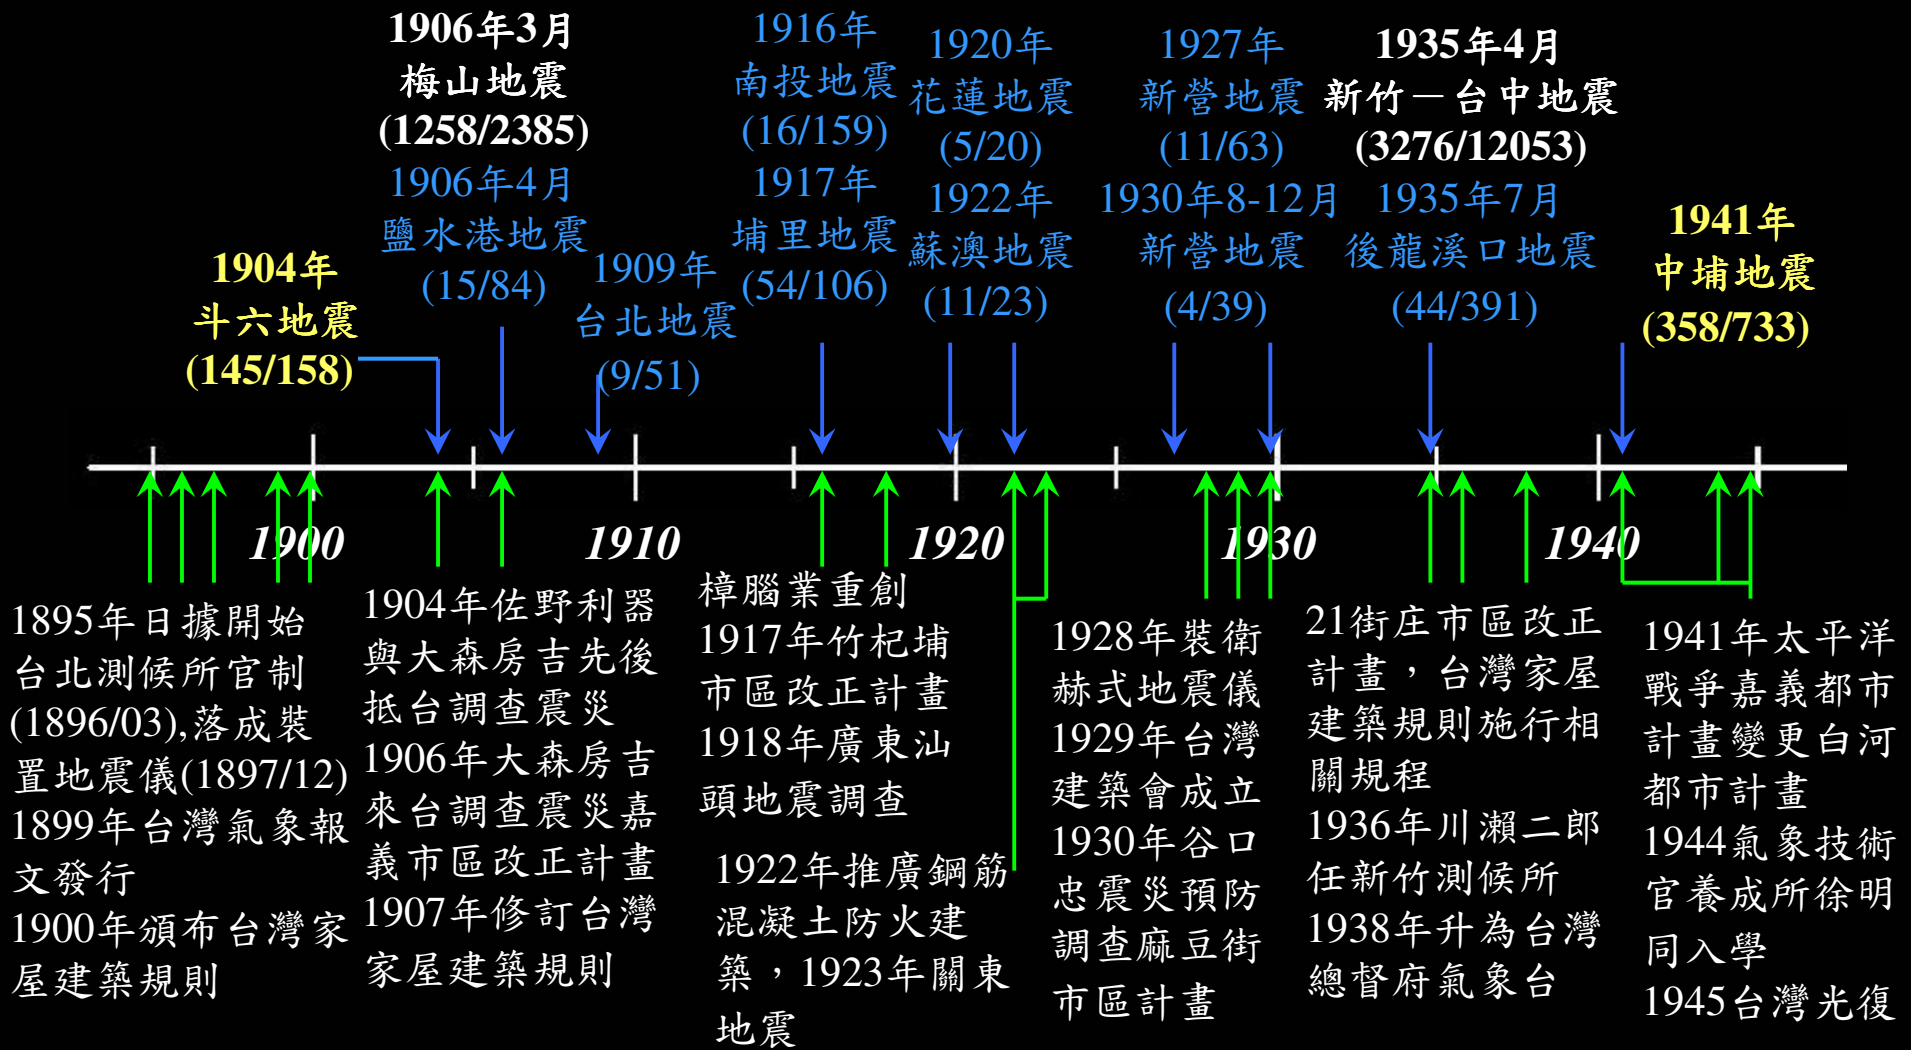 1906年3月
梅山地震
(1258/2385)
1906年4月
鹽水港地震
(15/84)
1916年
南投地震
(16/159)
1917年
埔里地震
(54/106)
1920年
花蓮地震
(5/20)
1922年
蘇澳地震
(11/23)
1927年
新營地震
(11/63)
1930年8-12月
新營地震
(4/39)
1935年4月
新竹－台中地震
(3276/12053)
1935年7月
後龍溪口地震
(44/391)
1941年
中埔地震
(358/733)
1904年
斗六地震
(145/158)
1909年
台北地震
(9/51)
1900
1910
1920
1930
1940
1895年日據開始
台北測候所官制
(1896/03),落成裝
置地震儀(1897/12)
1899年台灣氣象報
文發行
1900年頒布台灣家
屋建築規則
1904年佐野利器
與大森房吉先後
抵台調查震災
1906年大森房吉
來台調查震災嘉
義市區改正計畫
1907年修訂台灣
家屋建築規則
樟腦業重創
1917年竹杞埔
市區改正計畫
1918年廣東汕
頭地震調查
1922年推廣鋼筋
混凝土防火建
築，1923年關東
地震
1928年裝衛
赫式地震儀
1929年台灣
建築會成立
1930年谷口
忠震災預防
調查麻豆街
市區計畫
21街庄市區改正
計畫，台灣家屋
建築規則施行相
關規程
1936年川瀨二郎
任新竹測候所
1938年升為台灣
總督府氣象台
1941年太平洋
戰爭嘉義都市
計畫變更白河
都市計畫
1944氣象技術
官養成所徐明
同入學
1945台灣光復